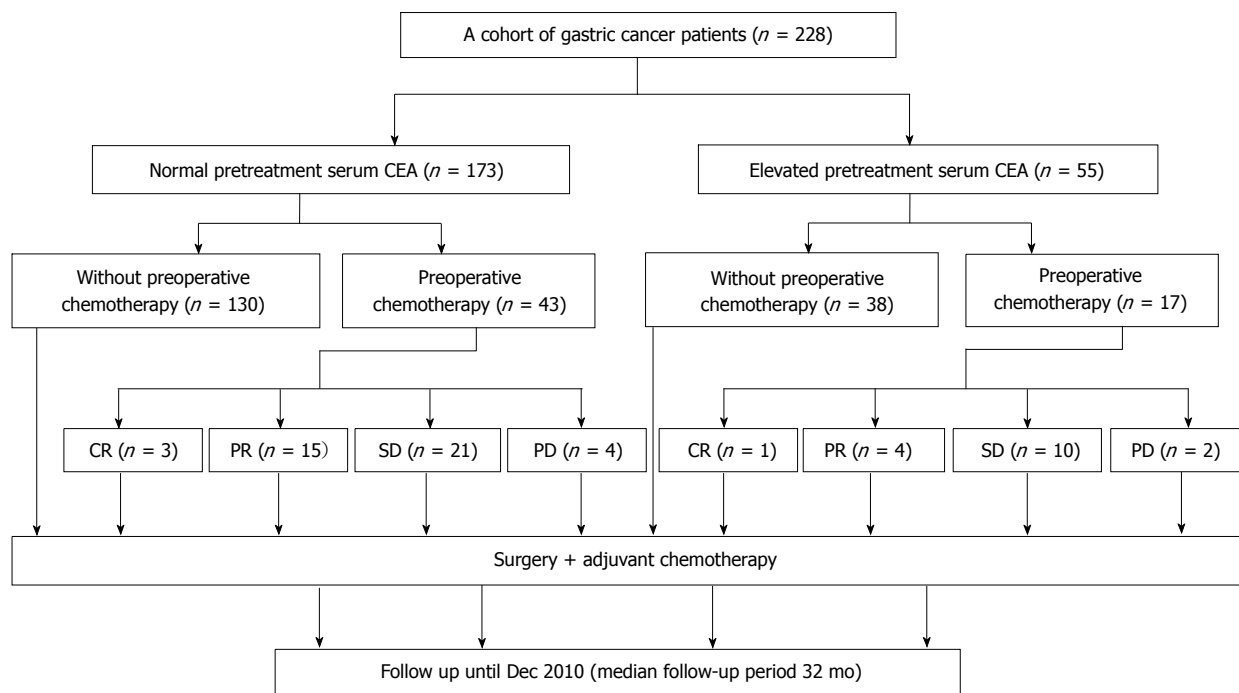 A cohort of gastric cancer patients (n = 228)
Normal pretreatment serum CEA (n = 173)
Elevated pretreatment serum CEA (n = 55)
Without preoperative
chemotherapy (n = 130)
Preoperative
chemotherapy (n = 43)
Without preoperative
chemotherapy (n = 38)
Preoperative
chemotherapy (n = 17)
CR (n = 3)
PR (n = 15）
SD (n = 21)
PD (n = 4)
CR (n = 1)
PR (n = 4)
SD (n = 10)
PD (n = 2)
Surgery + adjuvant chemotherapy
Follow up until Dec 2010 (median follow-up period 32 mo)